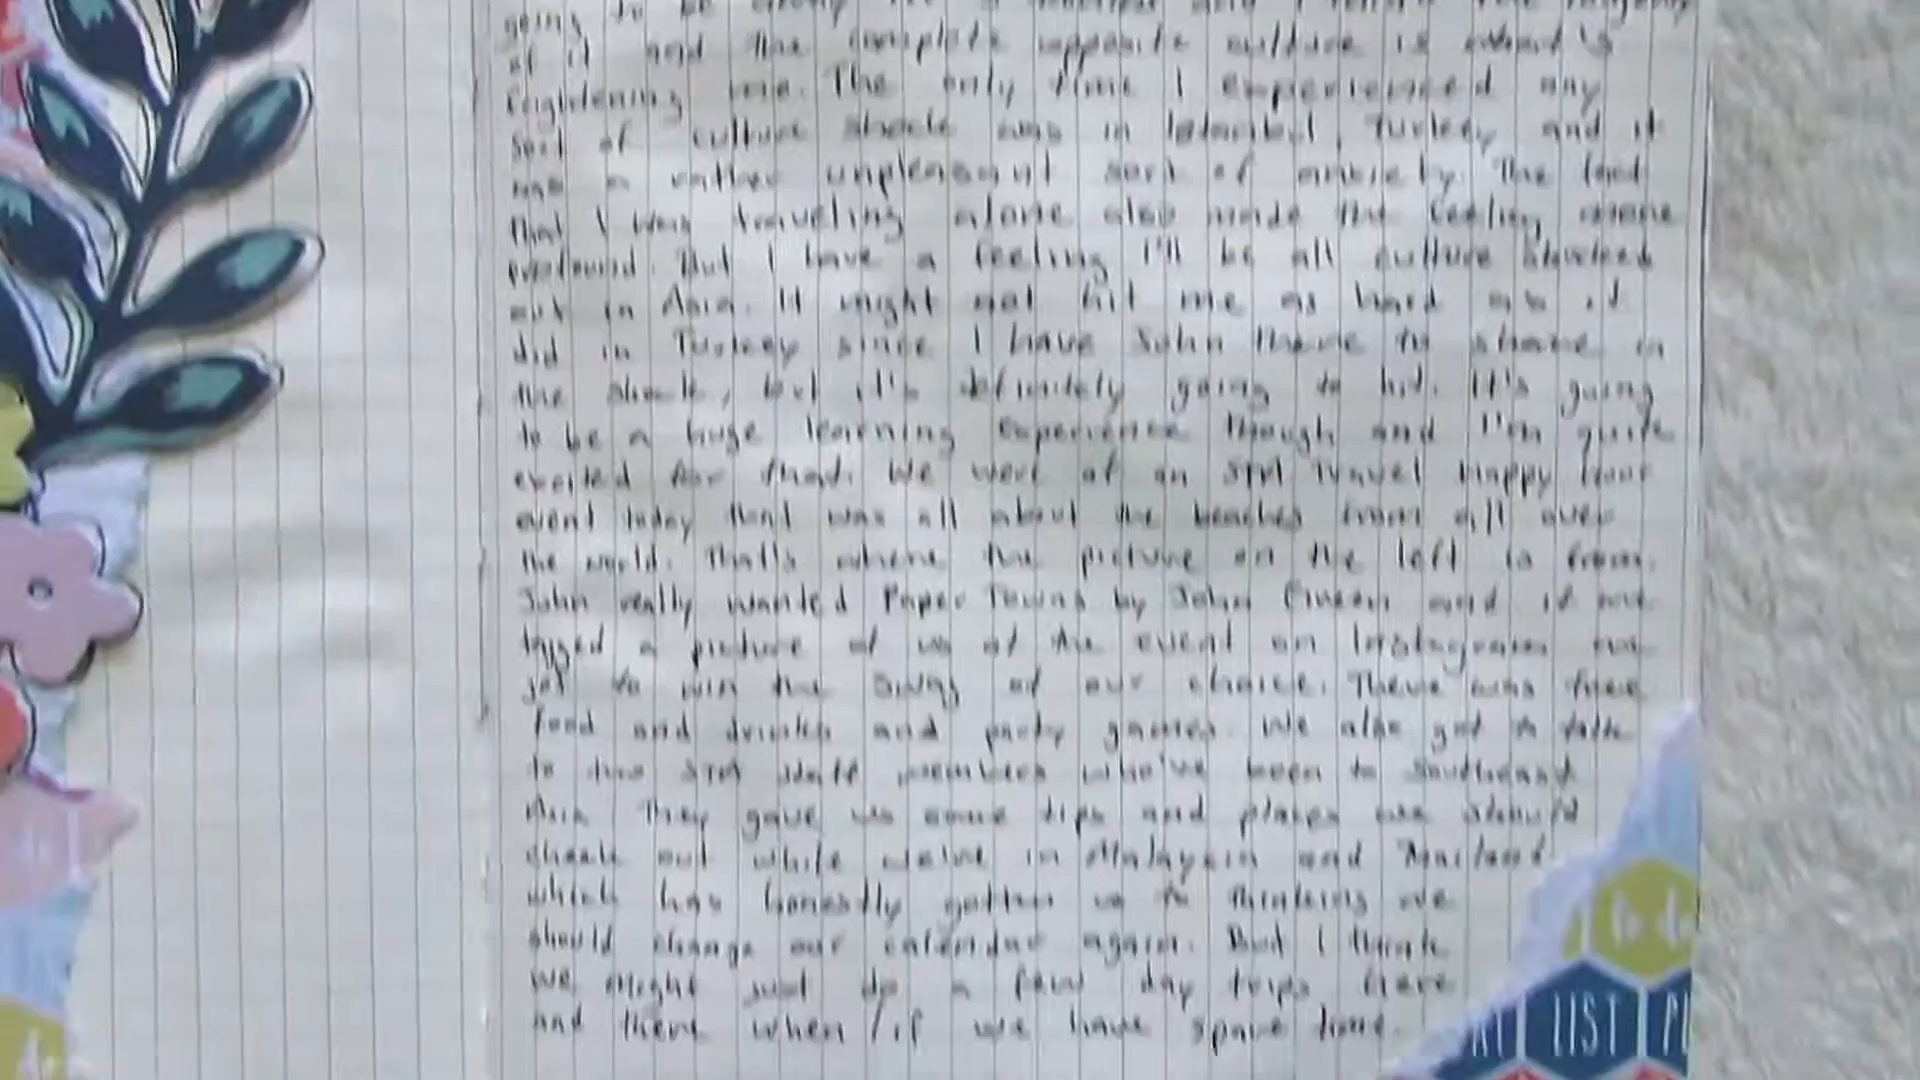 going to be
of it and the complete opposite culture is what's
frightening me. The only time I experienced any
sort of culture shock was in Istanbul, Turkey and it
was a rather unpleasant sort of anxiety. The fact
that I was traveling alone also made the feeling more
profound. But I have a feeling I'll be all culture shocked
out in Asia. It might not hit me as hard as it
did in Turkey since I have John there to share in
the shock, but it's definitely going to hit. It's going
to be a huge learning experience though and I'm quite
excited for that. We were at an STA Travel Happy Hour
event today that was all about the beaches from all over
the world. That's where the picture on the left is from.
John really wanted Paper Towns by John Green and if we
tagged a picture of us at the event on Instagram we
got to win the swag of our choice. There was free
food and drinks and party games. We also got to talk
to two STA staff members who've been to Southeast
Asia. They gave us some tips and places we should
check out while we're in Malaysia and Thailand
which has honestly gotten us to thinking we
should change our calendar again. But I think
we might just do a few day trips here
and there when/if we have spare time.
to do
LIST